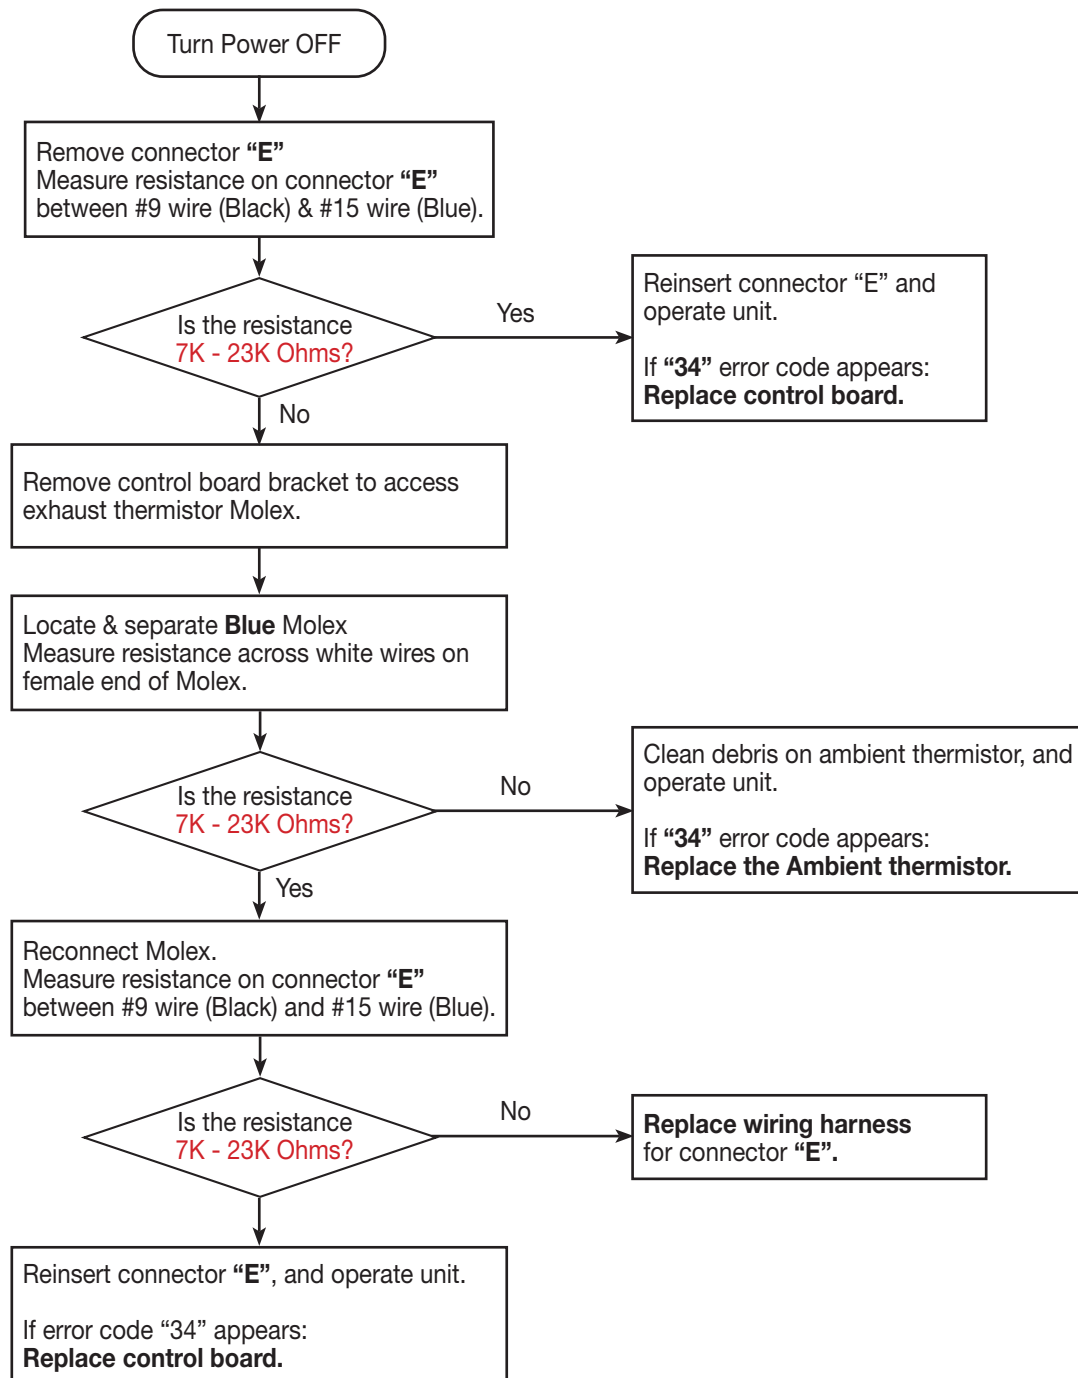 Turn Power OFF
Remove connector “E”
Measure resistance on connector “E”
between #9 wire (Black) & #15 wire (Blue).
Is the resistance
7K - 23K Ohms?
Yes
Reinsert connector “E” and
operate unit.
If “34” error code appears:
Replace control board.
No
Remove control board bracket to access
exhaust thermistor Molex.
Locate & separate Blue Molex
Measure resistance across white wires on
female end of Molex.
Is the resistance
7K - 23K Ohms?
No
Clean debris on ambient thermistor, and
operate unit.
If “34” error code appears:
Replace the Ambient thermistor.
Yes
Reconnect Molex.
Measure resistance on connector “E”
between #9 wire (Black) and #15 wire (Blue).
Is the resistance
7K - 23K Ohms?
No
Replace wiring harness
for connector “E”.
Reinsert connector “E”, and operate unit.
If error code “34” appears:
Replace control board.